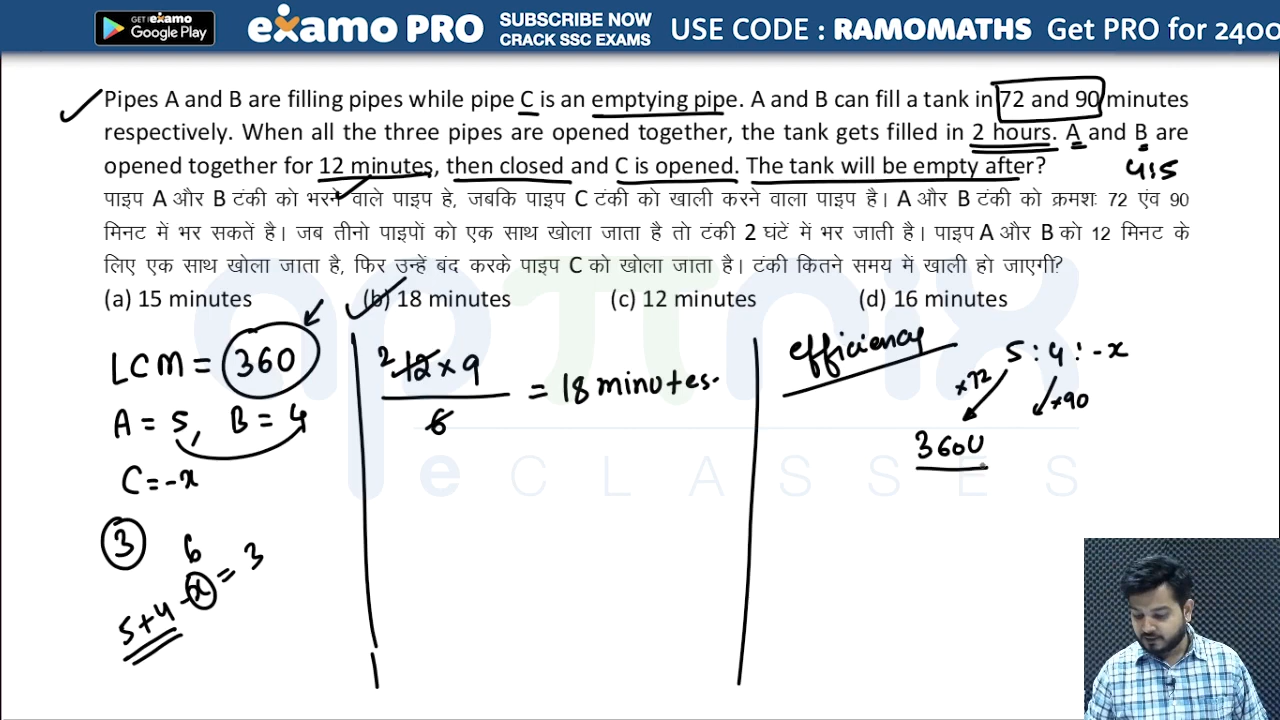 GET IT ON examo Google Play
examo PRO
SUBSCRIBE NOW
CRACK SSC EXAMS
USE CODE : RAMOMATHS Get PRO for 2400
Pipes A and B are filling pipes while pipe C is an emptying pipe. A and B can fill a tank in 72 and 90 minutes
respectively. When all the three pipes are opened together, the tank gets filled in 2 hours. A and B are
opened together for 12 minutes, then closed and C is opened. The tank will be empty after?
4:5
पाइप A और B टंकी को भरने वाले पाइप हे, जबकि पाइप C टंकी को खाली करने वाला पाइप है। A और B टंकी को क्रमशः 72 एंव 90
मिनट में भर सकतें है। जब तीनो पाइपों को एक साथ खोला जाता है तो टंकी 2 घंटें में भर जाती है। पाइप A और B को 12 मिनट के
लिए एक साथ खोला जाता है, फिर उन्हें बंद करके पाइप C को खोला जाता है। टंकी कितने समय में खाली हो जाएगी?
(a) 15 minutes (b) 18 minutes (c) 12 minutes (d) 16 minutes
LCM = 360
A = 5, B = 4
C = -x
3
6
5+4-x = 3
2 12 x 9
6
= 18 minutes.
efficiency
5 : 4 : -x
x72
x90
360U
e CLASSES